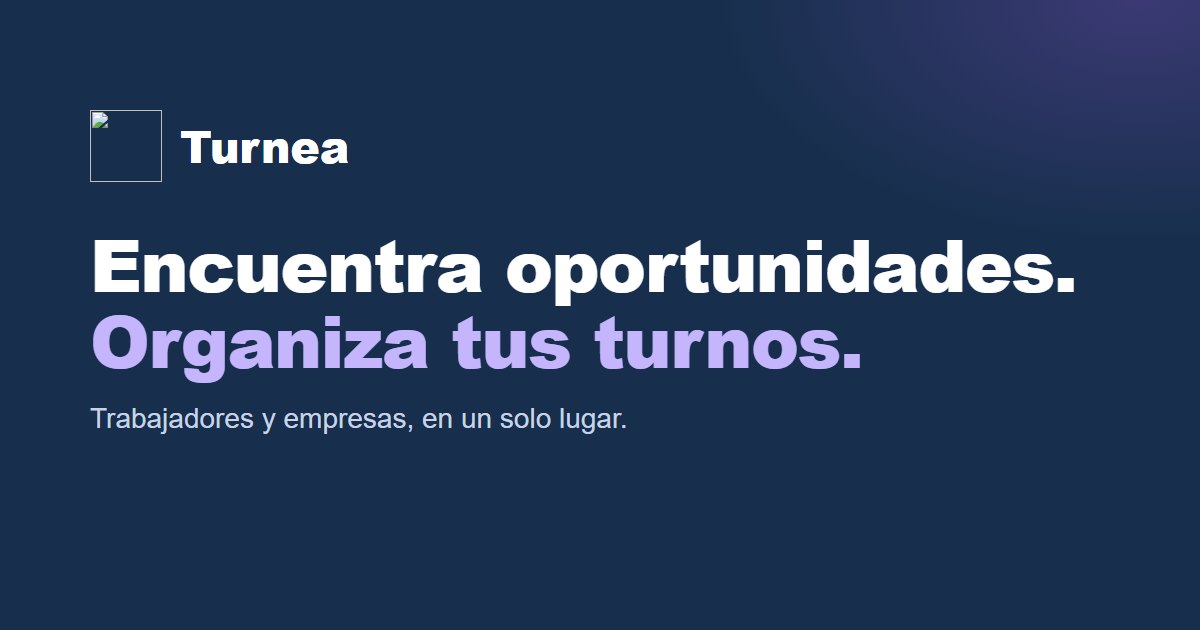 Turnea
Encuentra oportunidades.
Organiza tus turnos.
Trabajadores y empresas, en un solo lugar.